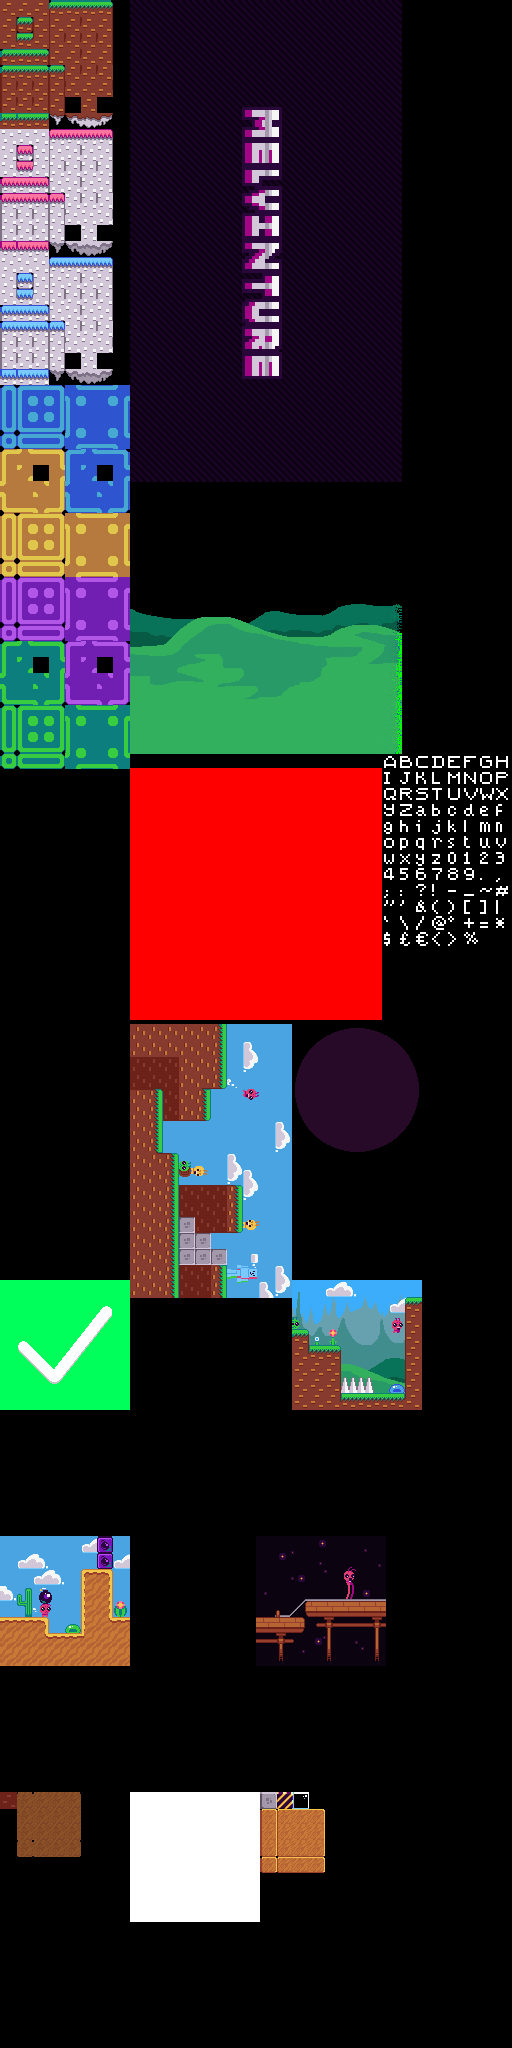 MELVINTURE
ABCDEFGH
IJKLMNOP
QRSTUVWX
YZabcdef
ghijklmn
opqrstuv
wxyz0123
456789.,
;:?!-_~#
"'&()[]|
`\/@°+=*
$£€<>%